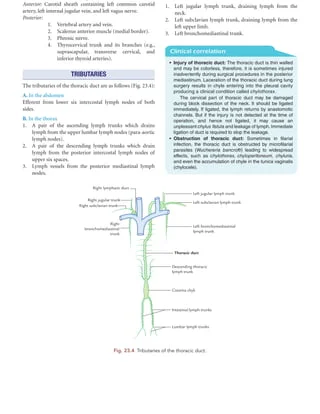 Anterior: Carotid sheath containing left common carotid
artery, left internal jugular vein, and left vagus nerve.
Posterior:
1. Vertebral artery and vein.
2. Scalenus anterior muscle (medial border).
3. Phrenic nerve.
4. Thyrocervical trunk and its branches (i.e.,
suprascapular, transverse cervical, and
inferior thyroid arteries).
TRIBUTARIES
The tributaries of the thoracic duct are as follows (Fig. 23.4):
A. In the abdomen
Efferent from lower six intercostal lymph nodes of both
sides.
B. In the thorax
1. A pair of the ascending lymph trunks which drains
lymph from the upper lumbar lymph nodes (para-aortic
lymph nodes).
2. A pair of the descending lymph trunks which drain
lymph from the posterior intercostal lymph nodes of
upper six spaces.
3. Lymph vessels from the posterior mediastinal lymph
nodes.
1. Left jugular lymph trunk, draining lymph from the
neck.
2. Left subclavian lymph trunk, draining lymph from the
left upper limb.
3. Left bronchomediastinal trunk.
Clinical correlation
• Injury of thoracic duct: The thoracic duct is thin walled
and may be colorless, therefore, it is sometimes injured
inadvertently during surgical procedures in the posterior
mediastinum. Laceration of the thoracic duct during lung
surgery results in chyle entering into the pleural cavity
producing a clinical condition called chylothorax.
The cervical part of thoracic duct may be damaged
during block dissection of the neck. It should be ligated
immediately. If ligated, the lymph returns by anastomotic
channels. But if the injury is not detected at the time of
operation, and hence not ligated, it may cause an
unpleasant chylus fistula and leakage of lymph. Immediate
ligation of duct is required to stop the leakage.
• Obstruction of thoracic duct: Sometimes in filarial
infection, the thoracic duct is obstructed by microfilarial
parasites (Wuchereria bancrofti) leading to widespread
effects, such as chylothorax, chyloperitoneum, chyluria,
and even the accumulation of chyle in the tunica vaginalis
(chylocele).
Right lymphatic duct
Right jugular trunk
Right subclavian trunk
Right
bronchomediastinal
trunk
Left jugular lymph trunk
Left subclavian lymph trunk
Left bronchomediastinal
lymph trunk
Thoracic duct
Descending thoracic
lymph trunk
Cisterna chyli
Intestinal lymph trunks
Lumbar lymph trunks
Fig. 23.4 Tributaries of the thoracic duct.